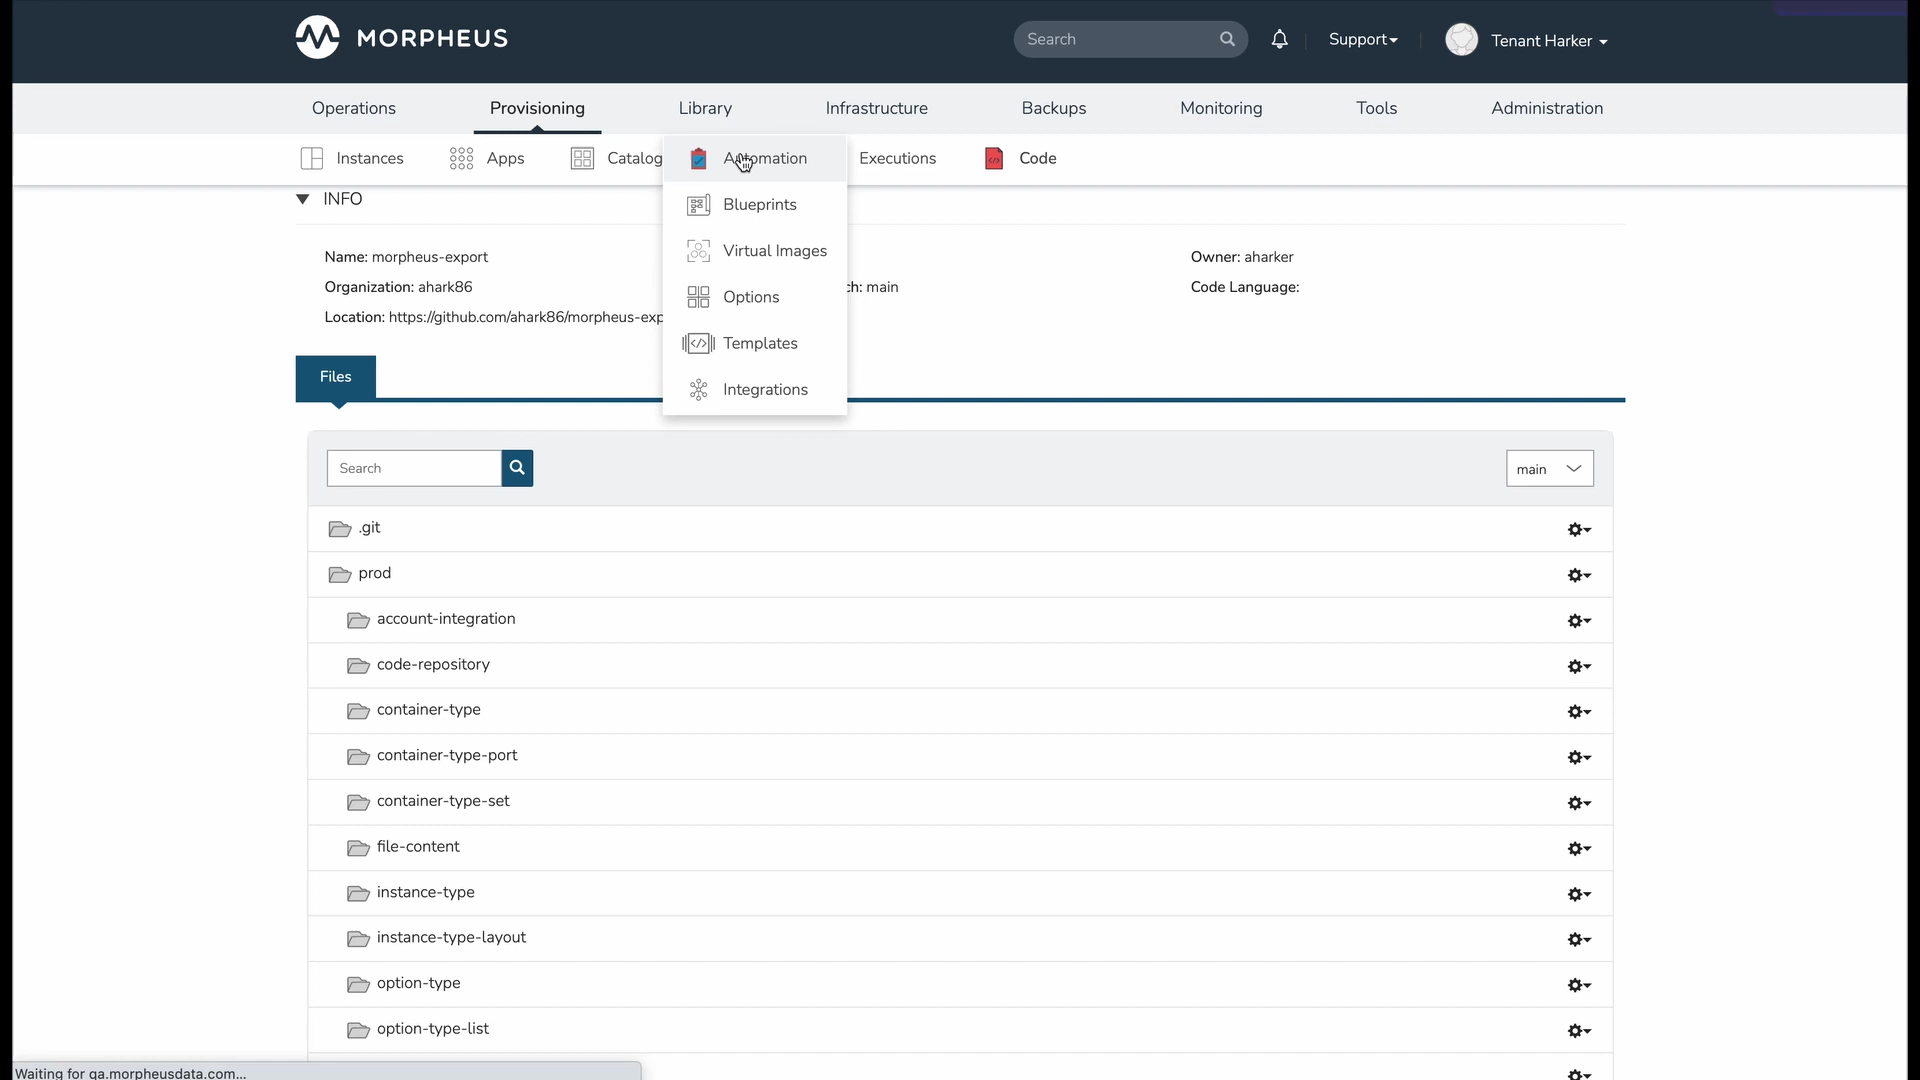 MORPHEUS
Search
Support
Tenant Harker
Operations
Provisioning
Library
Infrastructure
Backups
Monitoring
Tools
Administration
Instances
Apps
Catalog
Automation
Executions
Code
Blueprints
Virtual Images
Options
Templates
Integrations
INFO
Name: morpheus-export
Owner: aharker
Organization: ahark86
ch: main
Code Language:
Location: https://github.com/ahark86/morpheus-exp
Files
Search
main
.git
prod
account-integration
code-repository
container-type
container-type-port
container-type-set
file-content
instance-type
instance-type-layout
option-type
option-type-list
Waiting for qa.morpheusdata.com...